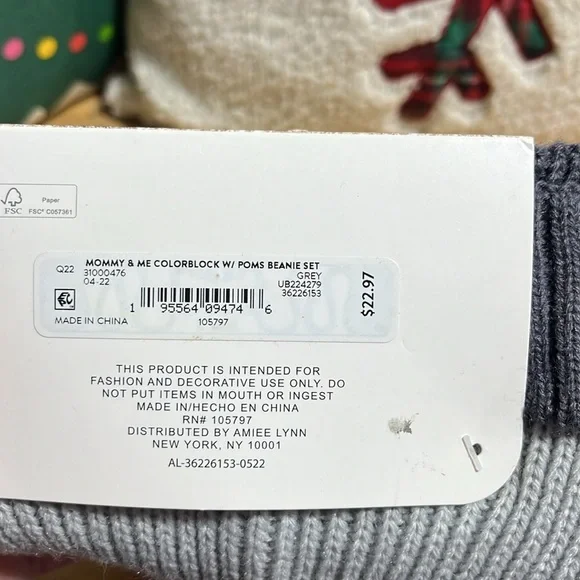 FSC
Paper
FSC® C057361
Q22 MOMMY & ME COLORBLOCK W/ POMS BEANIE SET
31000476 GREY
04-22 UB224279
36226153
$22.97
1 95564 09474 6
MADE IN CHINA 105797
THIS PRODUCT IS INTENDED FOR
FASHION AND DECORATIVE USE ONLY. DO
NOT PUT ITEMS IN MOUTH OR INGEST
MADE IN/HECHO EN CHINA
RN# 105797
DISTRIBUTED BY AMIEE LYNN
NEW YORK, NY 10001
AL-36226153-0522